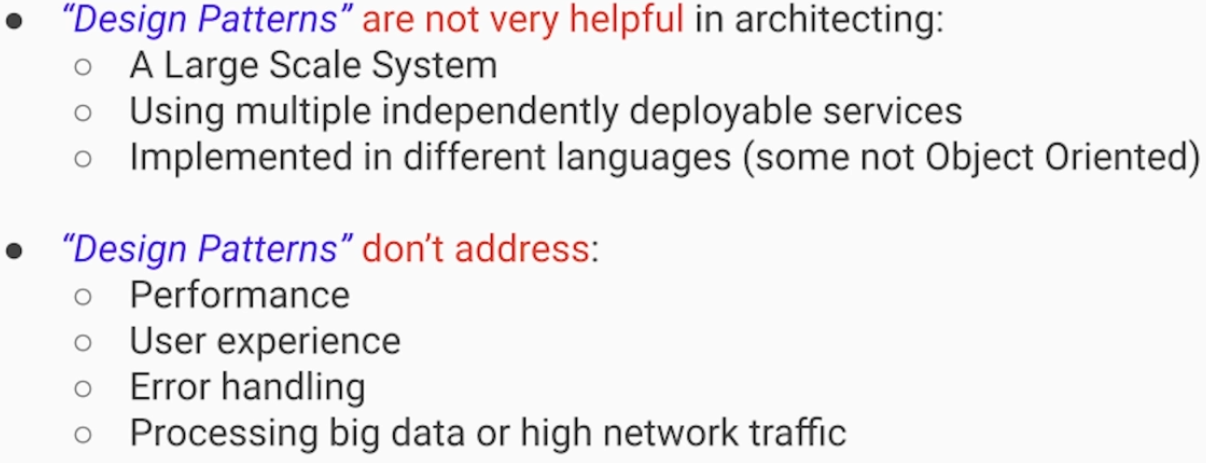 ● “Design Patterns” are not very helpful in architecting:
○ A Large Scale System
○ Using multiple independently deployable services
○ Implemented in different languages (some not Object Oriented)
● “Design Patterns” don’t address:
○ Performance
○ User experience
○ Error handling
○ Processing big data or high network traffic